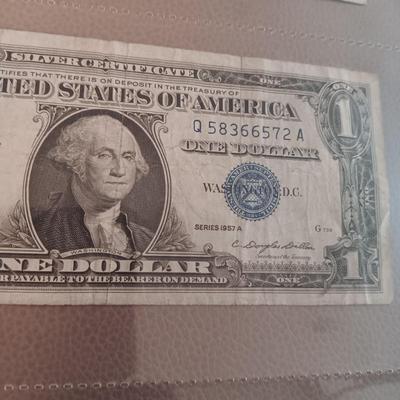 SILVER CERTIFICATE
TIFIES THAT THERE IS ON DEPOSIT IN THE TREASURY OF
ONE
TED STATES OF AMERICA
1
Q 58366572 A
ONE DOLLAR
WASHINGTON, D.C.
SERIES 1957 A
C. Douglas Dillon
Secretary of the Treasury
WASHINGTON
NE DOLLAR
R PAYABLE TO THE BEARER ON DEMAND
ONE